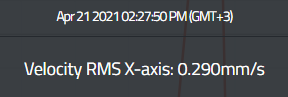 Apr 21 2021 02:27:50 PM (GMT+3)
Velocity RMS X-axis: 0.290mm/s